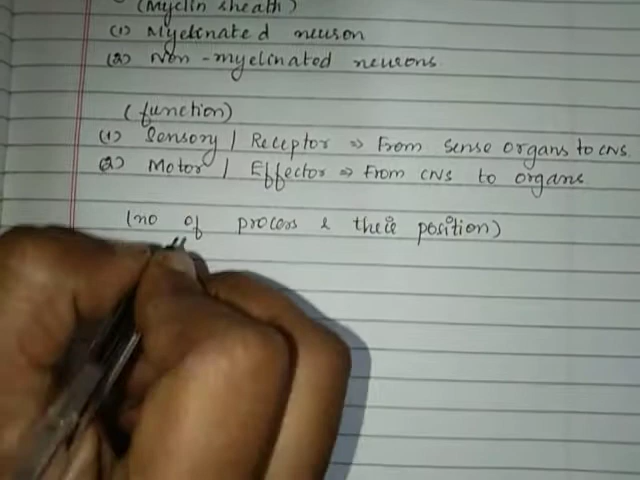 (Myelin sheath)
(1) Myelinated neuron
(2) Non-myelinated neurons
(function)
(1) Sensory / Receptor ⇒ From sense organs to CNS.
(2) Motor / Effector ⇒ From CNS to organs
(no of process & their position)